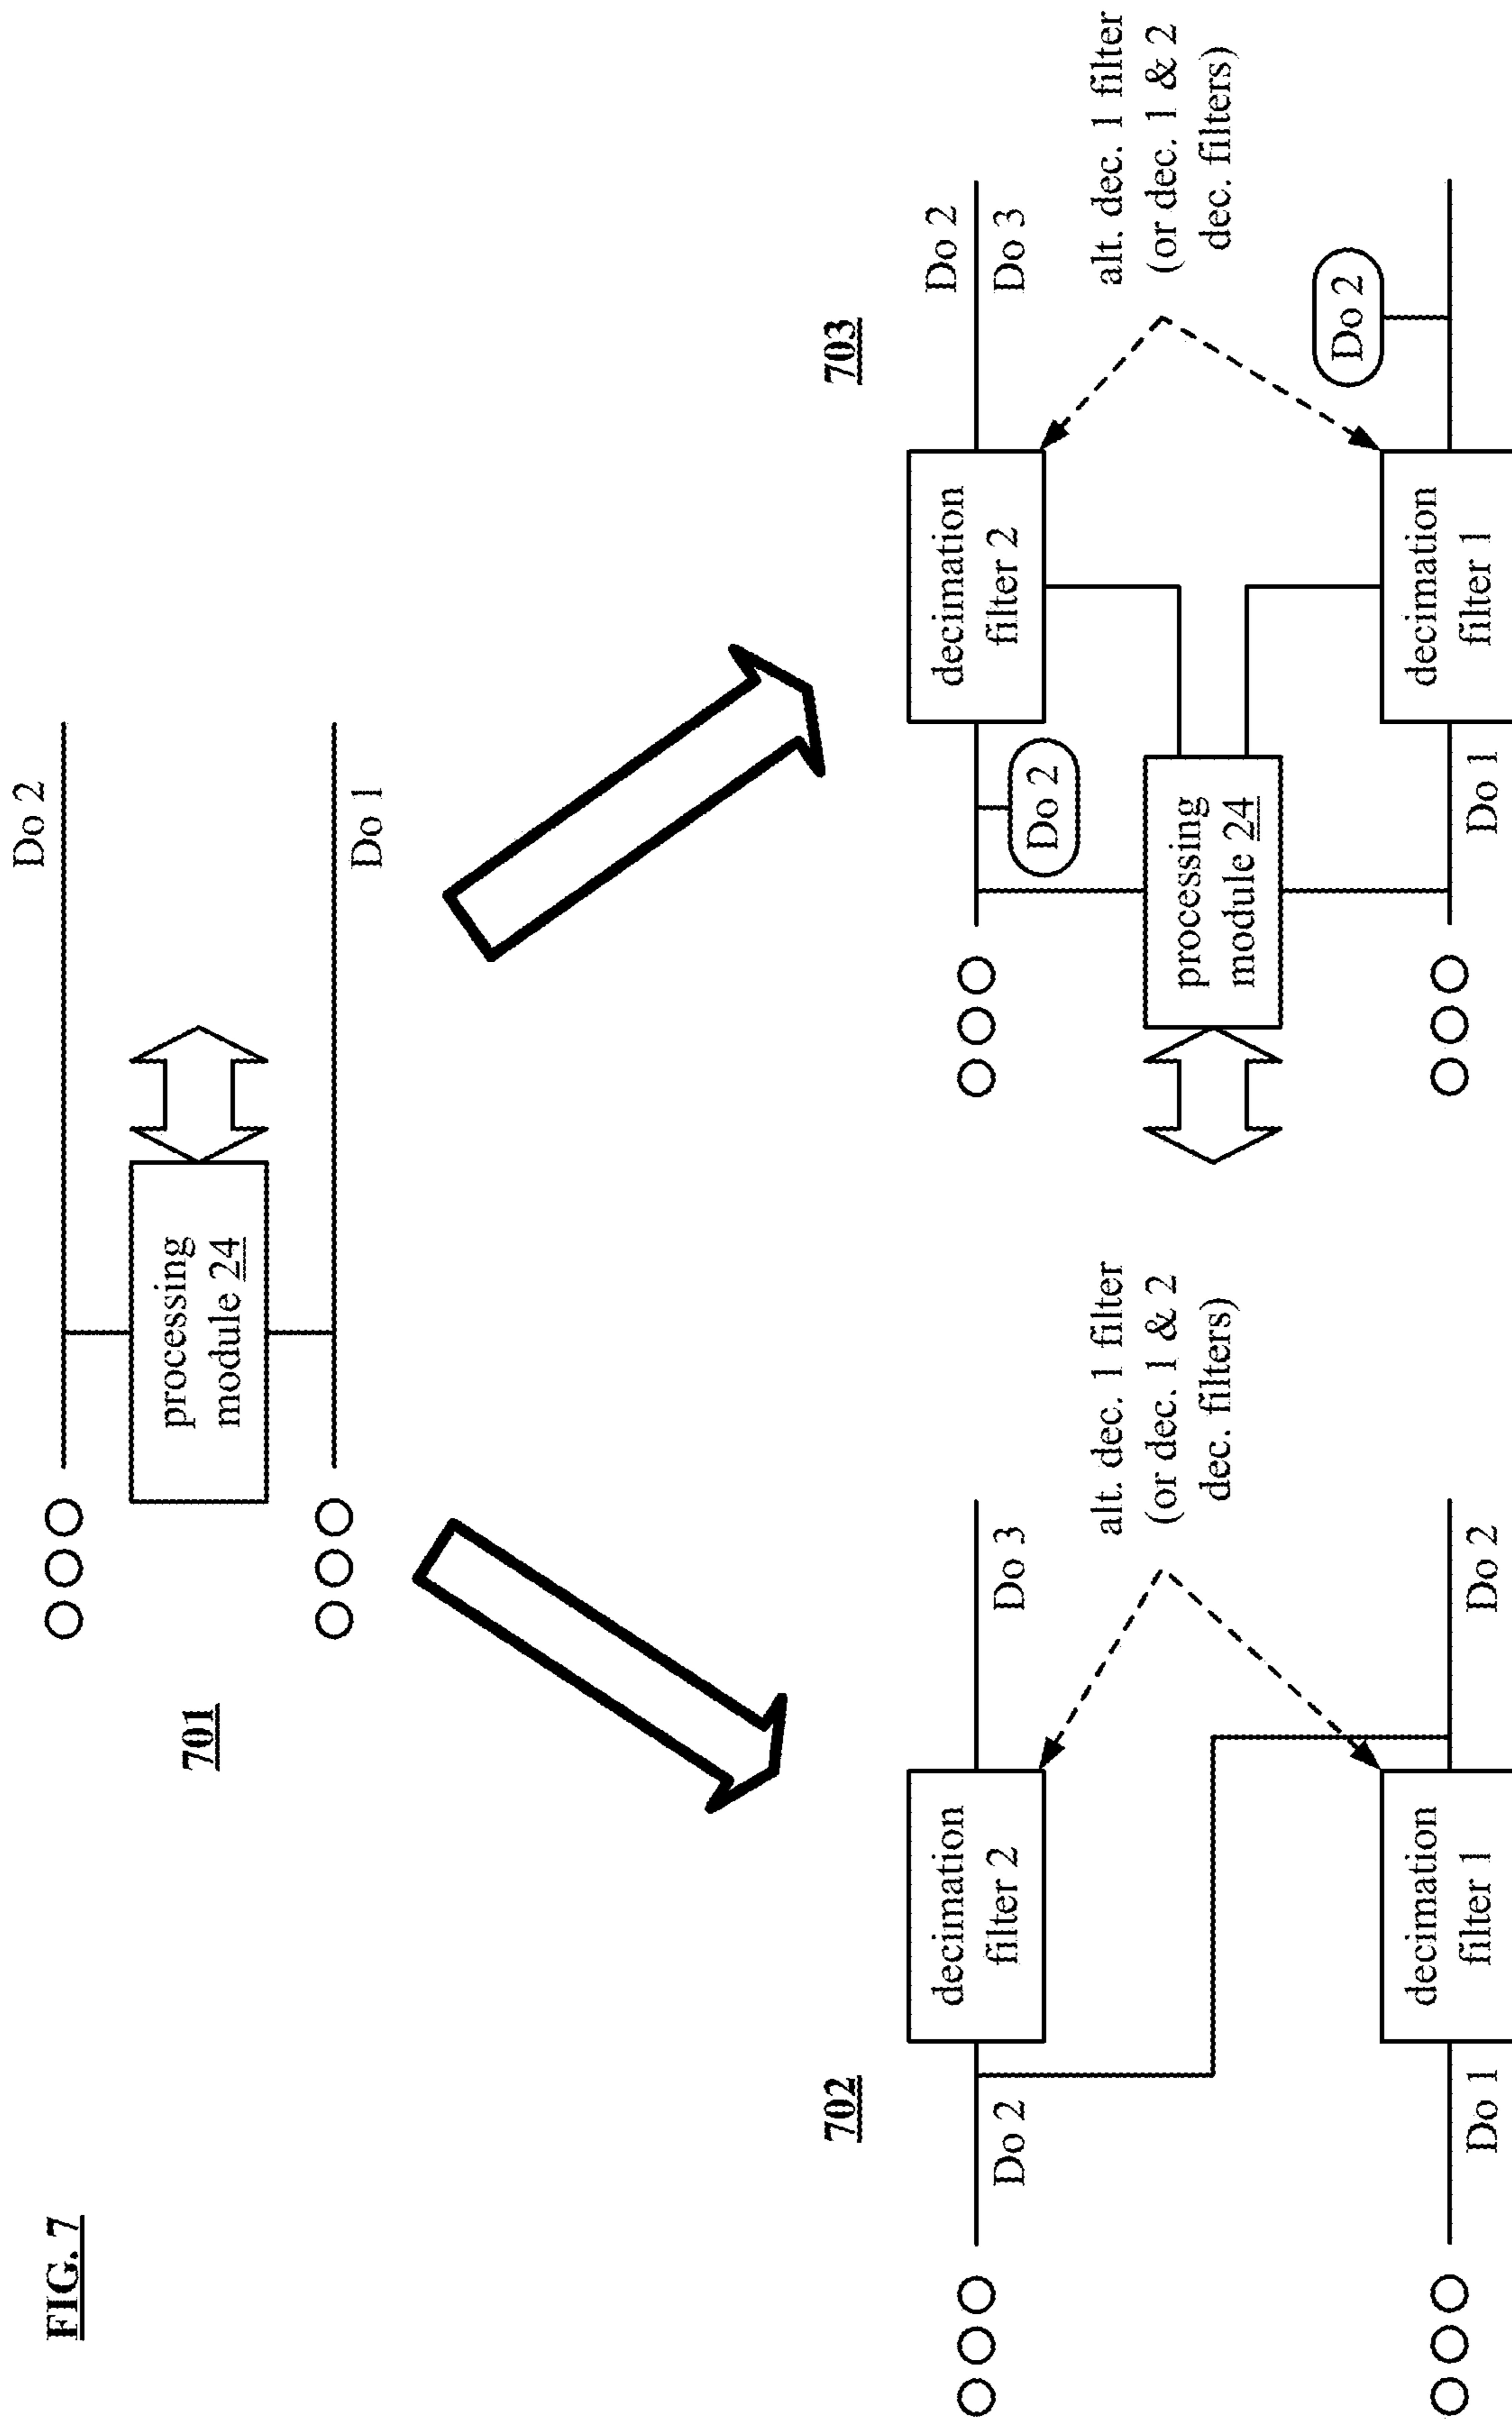 FIG. 7
701
Do 2
processing
module 24
Do 1
702
Do 2
decimation
filter 2
Do 3
alt. dec. 1 filter
(or dec. 1 & 2
dec. filters)
Do 1
decimation
filter 1
Do 2
703
Do 2
decimation
filter 2
Do 2
Do 3
alt. dec. 1 filter
(or dec. 1 & 2
dec. filters)
processing
module 24
Do 2
Do 1
decimation
filter 1